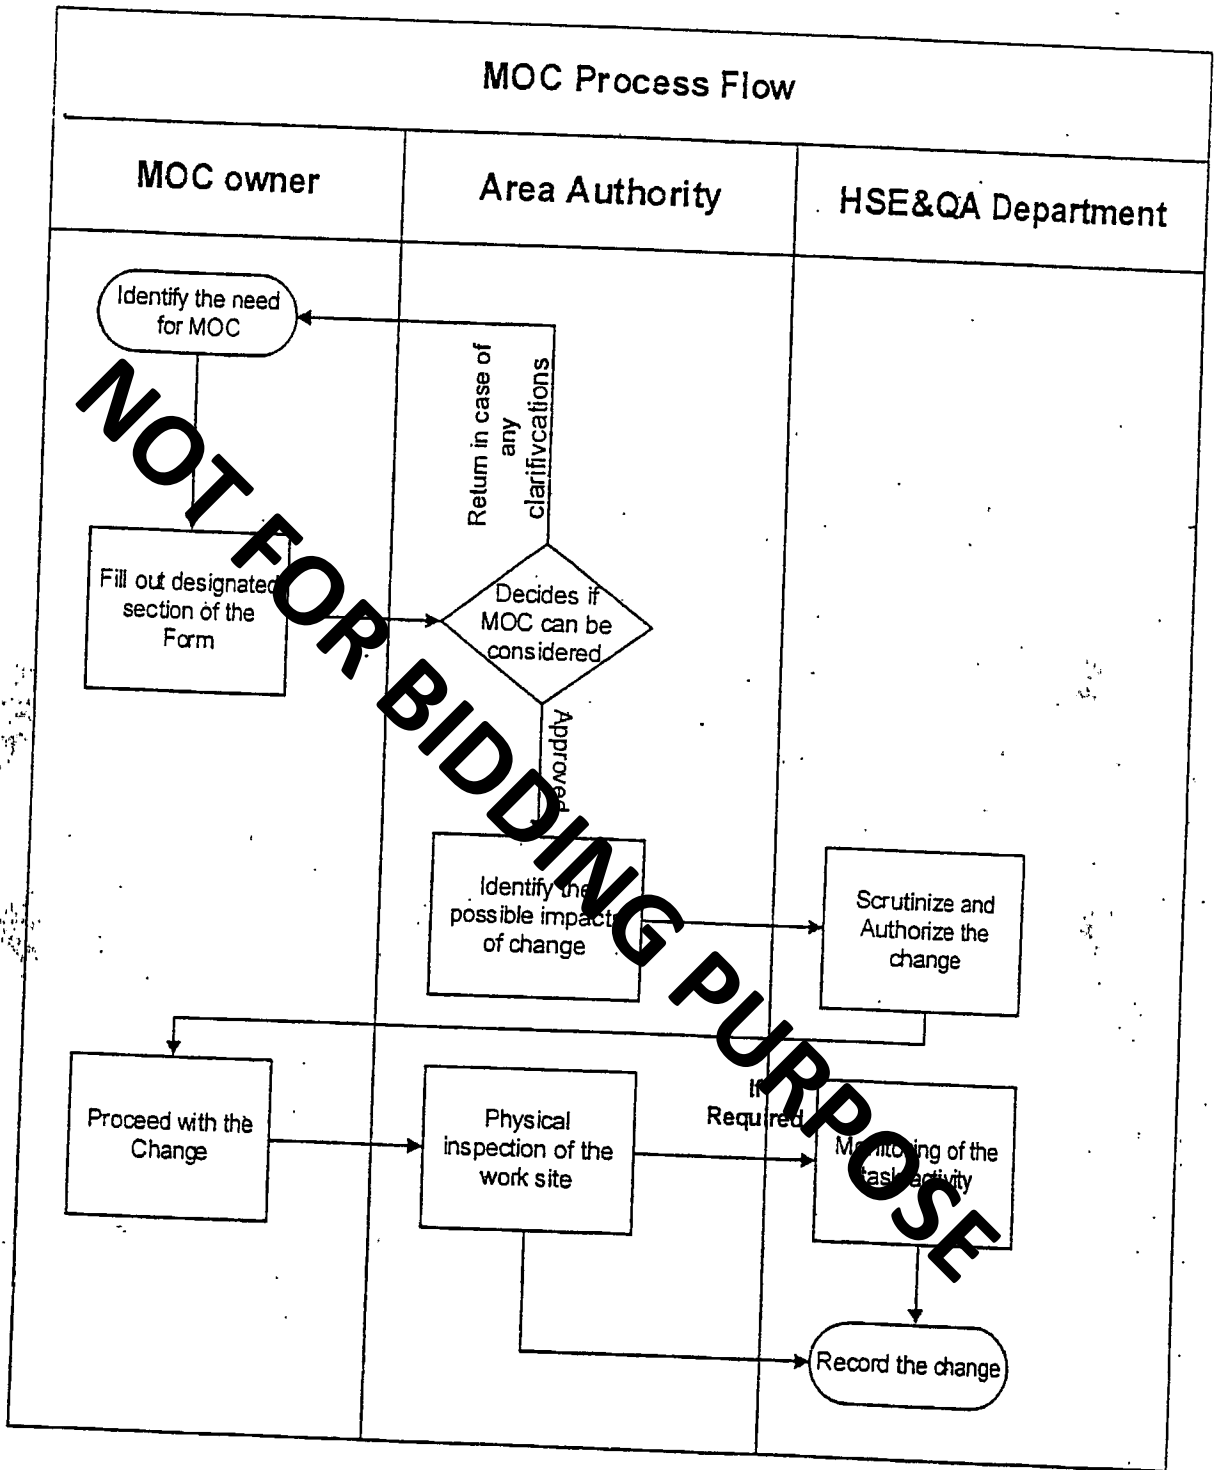 MOC Process Flow
MOC owner
Area Authority
HSE&QA Department
Identify the need
for MOC
Return in case of
any
clarifivcations
Fill out designated
section of the
Form
Decides if
MOC can be
considered
Approved
Identify the
possible impacts
of change
Scrutinize and
Authorize the
change
Proceed with the
Change
Physical
inspection of the
work site
If
Required
Monitoring of the
task activity
Record the change
NOT FOR BIDDING PURPOSE